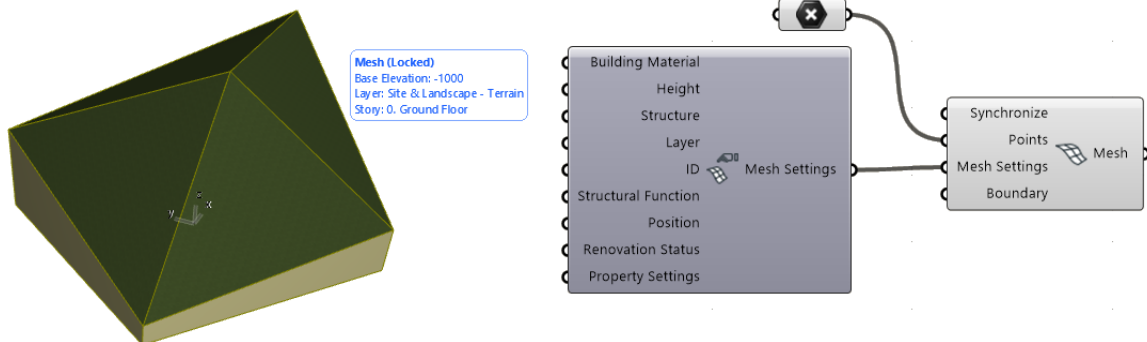 Mesh (Locked)
Base Elevation: -1000
Layer: Site & Landscape - Terrain
Story: 0. Ground Floor
z
y
x
Building Material
Height
Structure
Layer
ID
Structural Function
Position
Renovation Status
Property Settings
Mesh Settings
Synchronize
Points
Mesh Settings
Boundary
Mesh